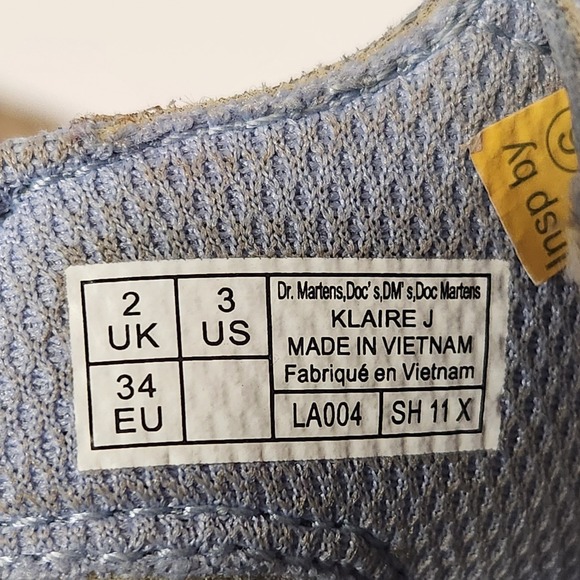 2
UK
3
US
34
EU
Dr. Martens,Doc's,DM's,Doc Martens
KLAIRE J
MADE IN VIETNAM
Fabriqué en Vietnam
LA004
SH 11 X
Insp by